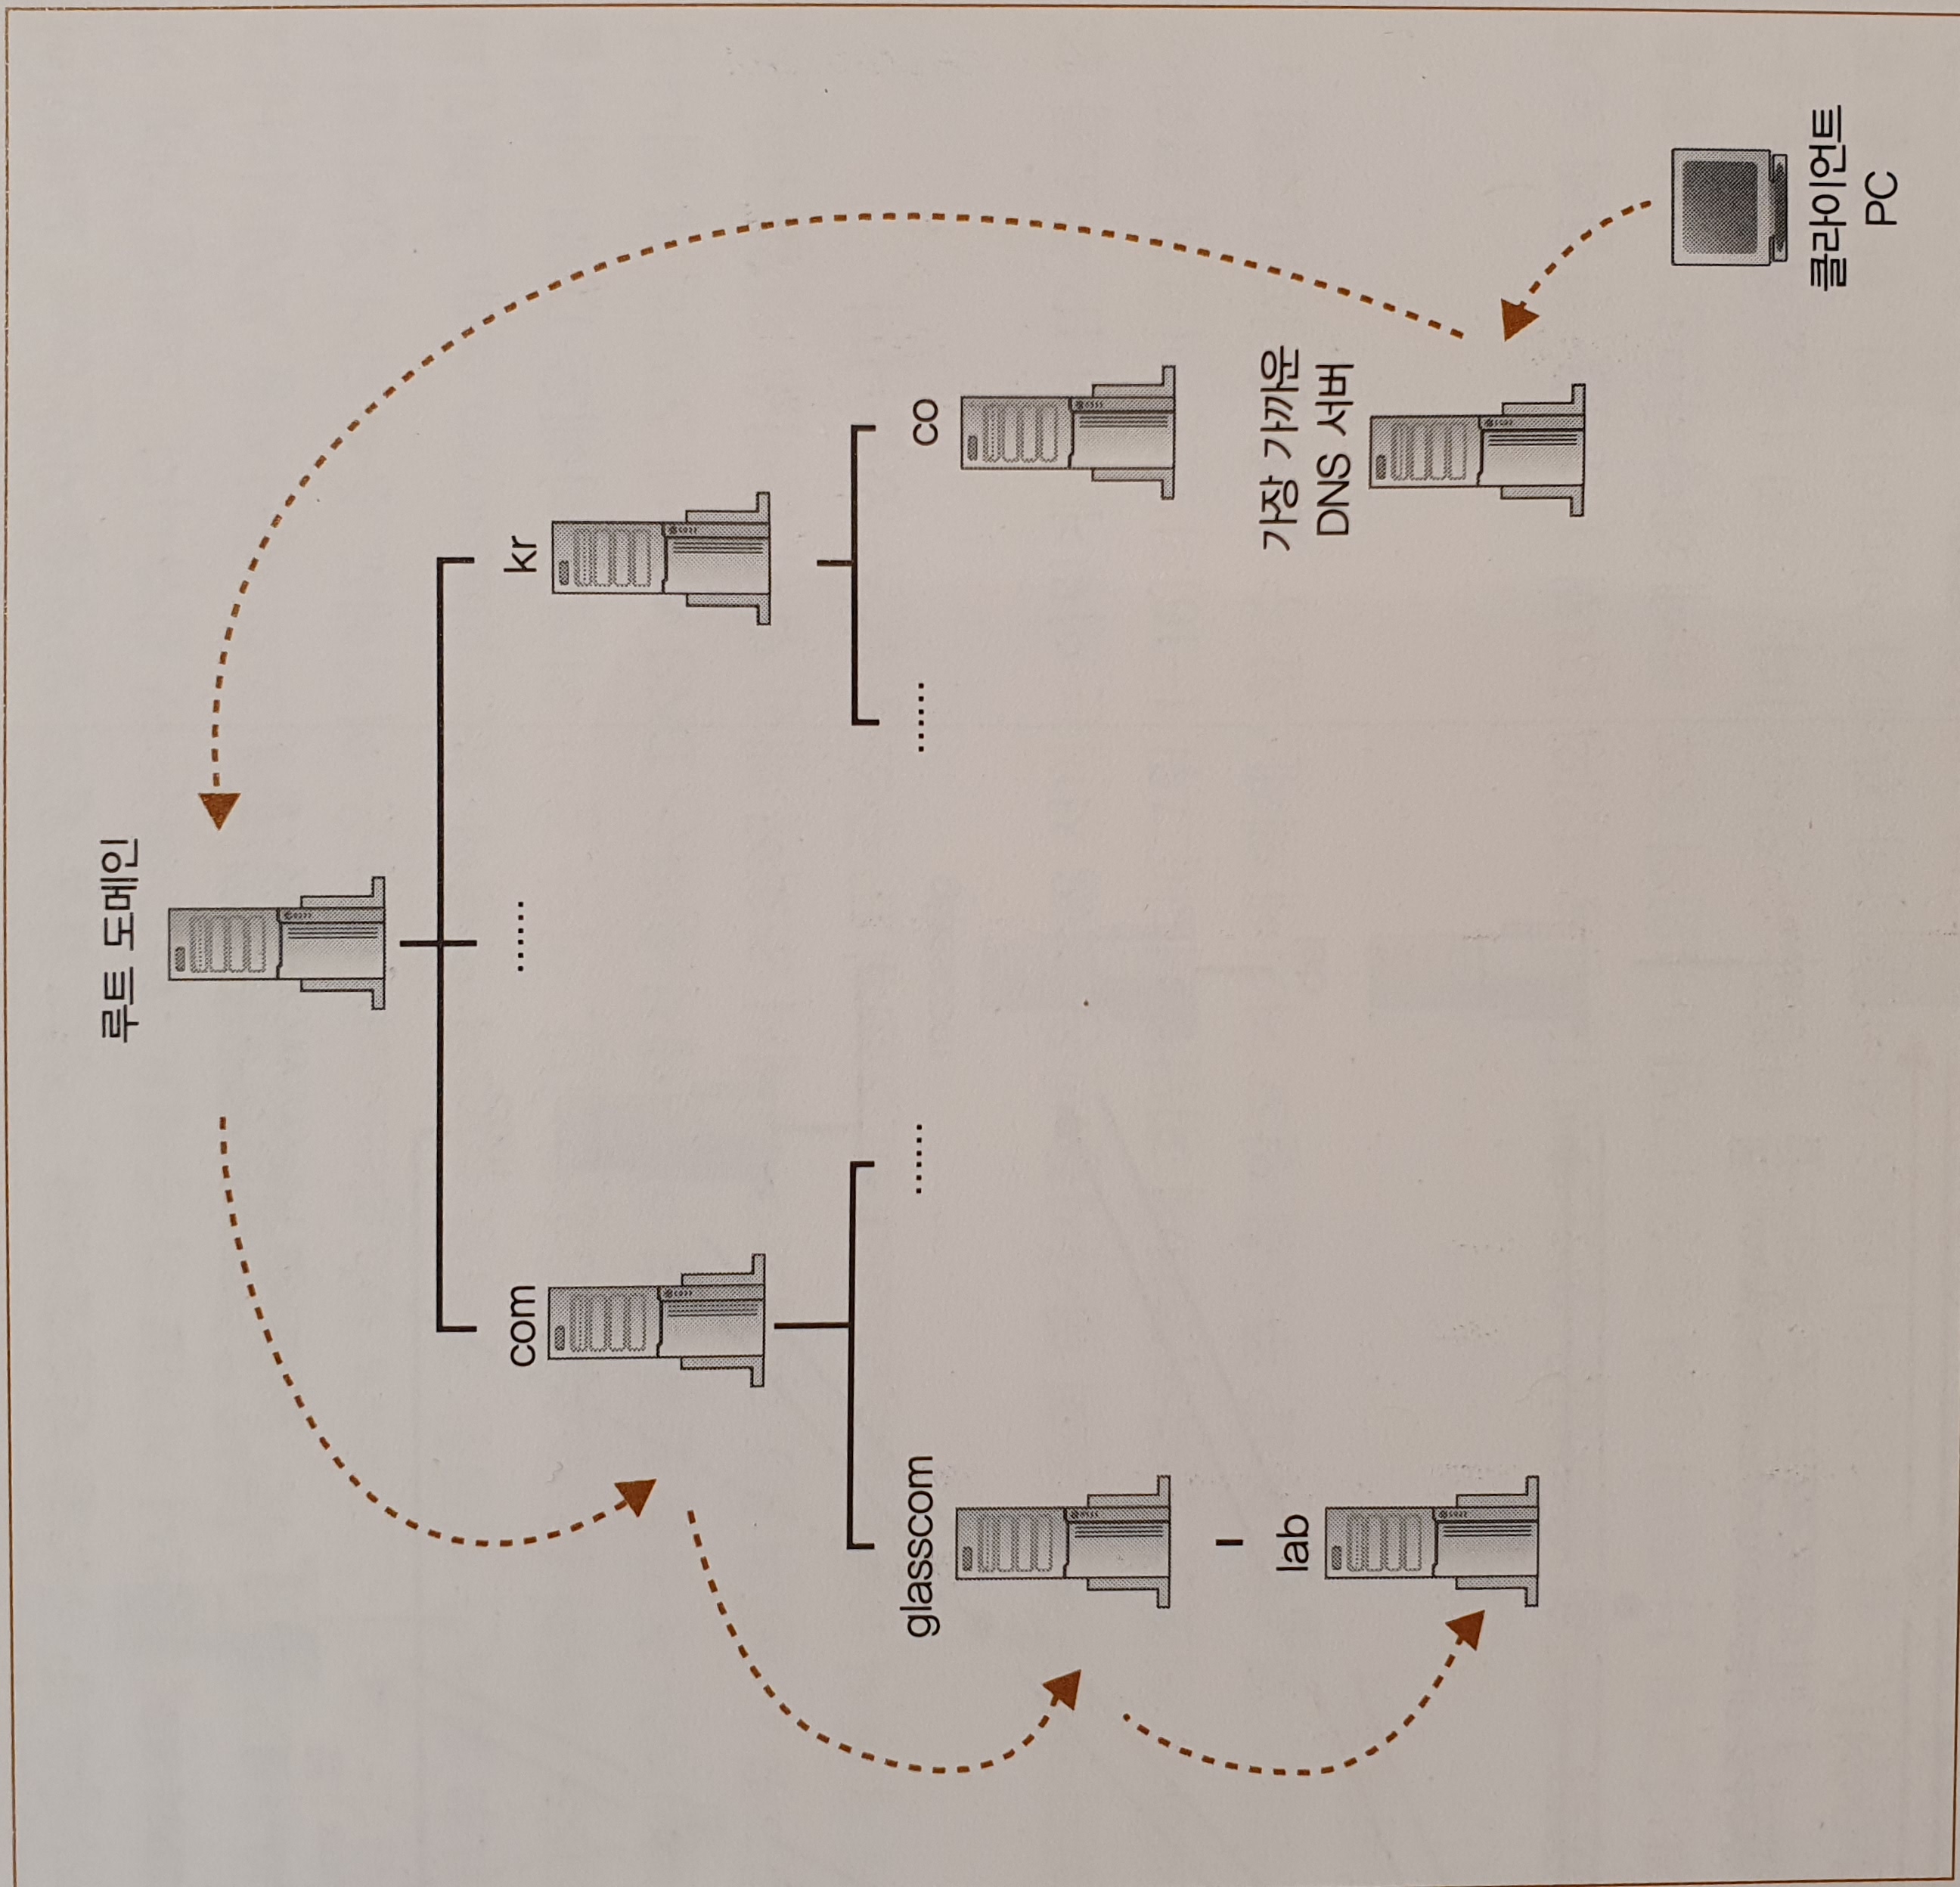 루트 도메인
com
......
kr
glasscom
......
......
co
lab
가장 가까운
DNS 서버
클라이언트
PC